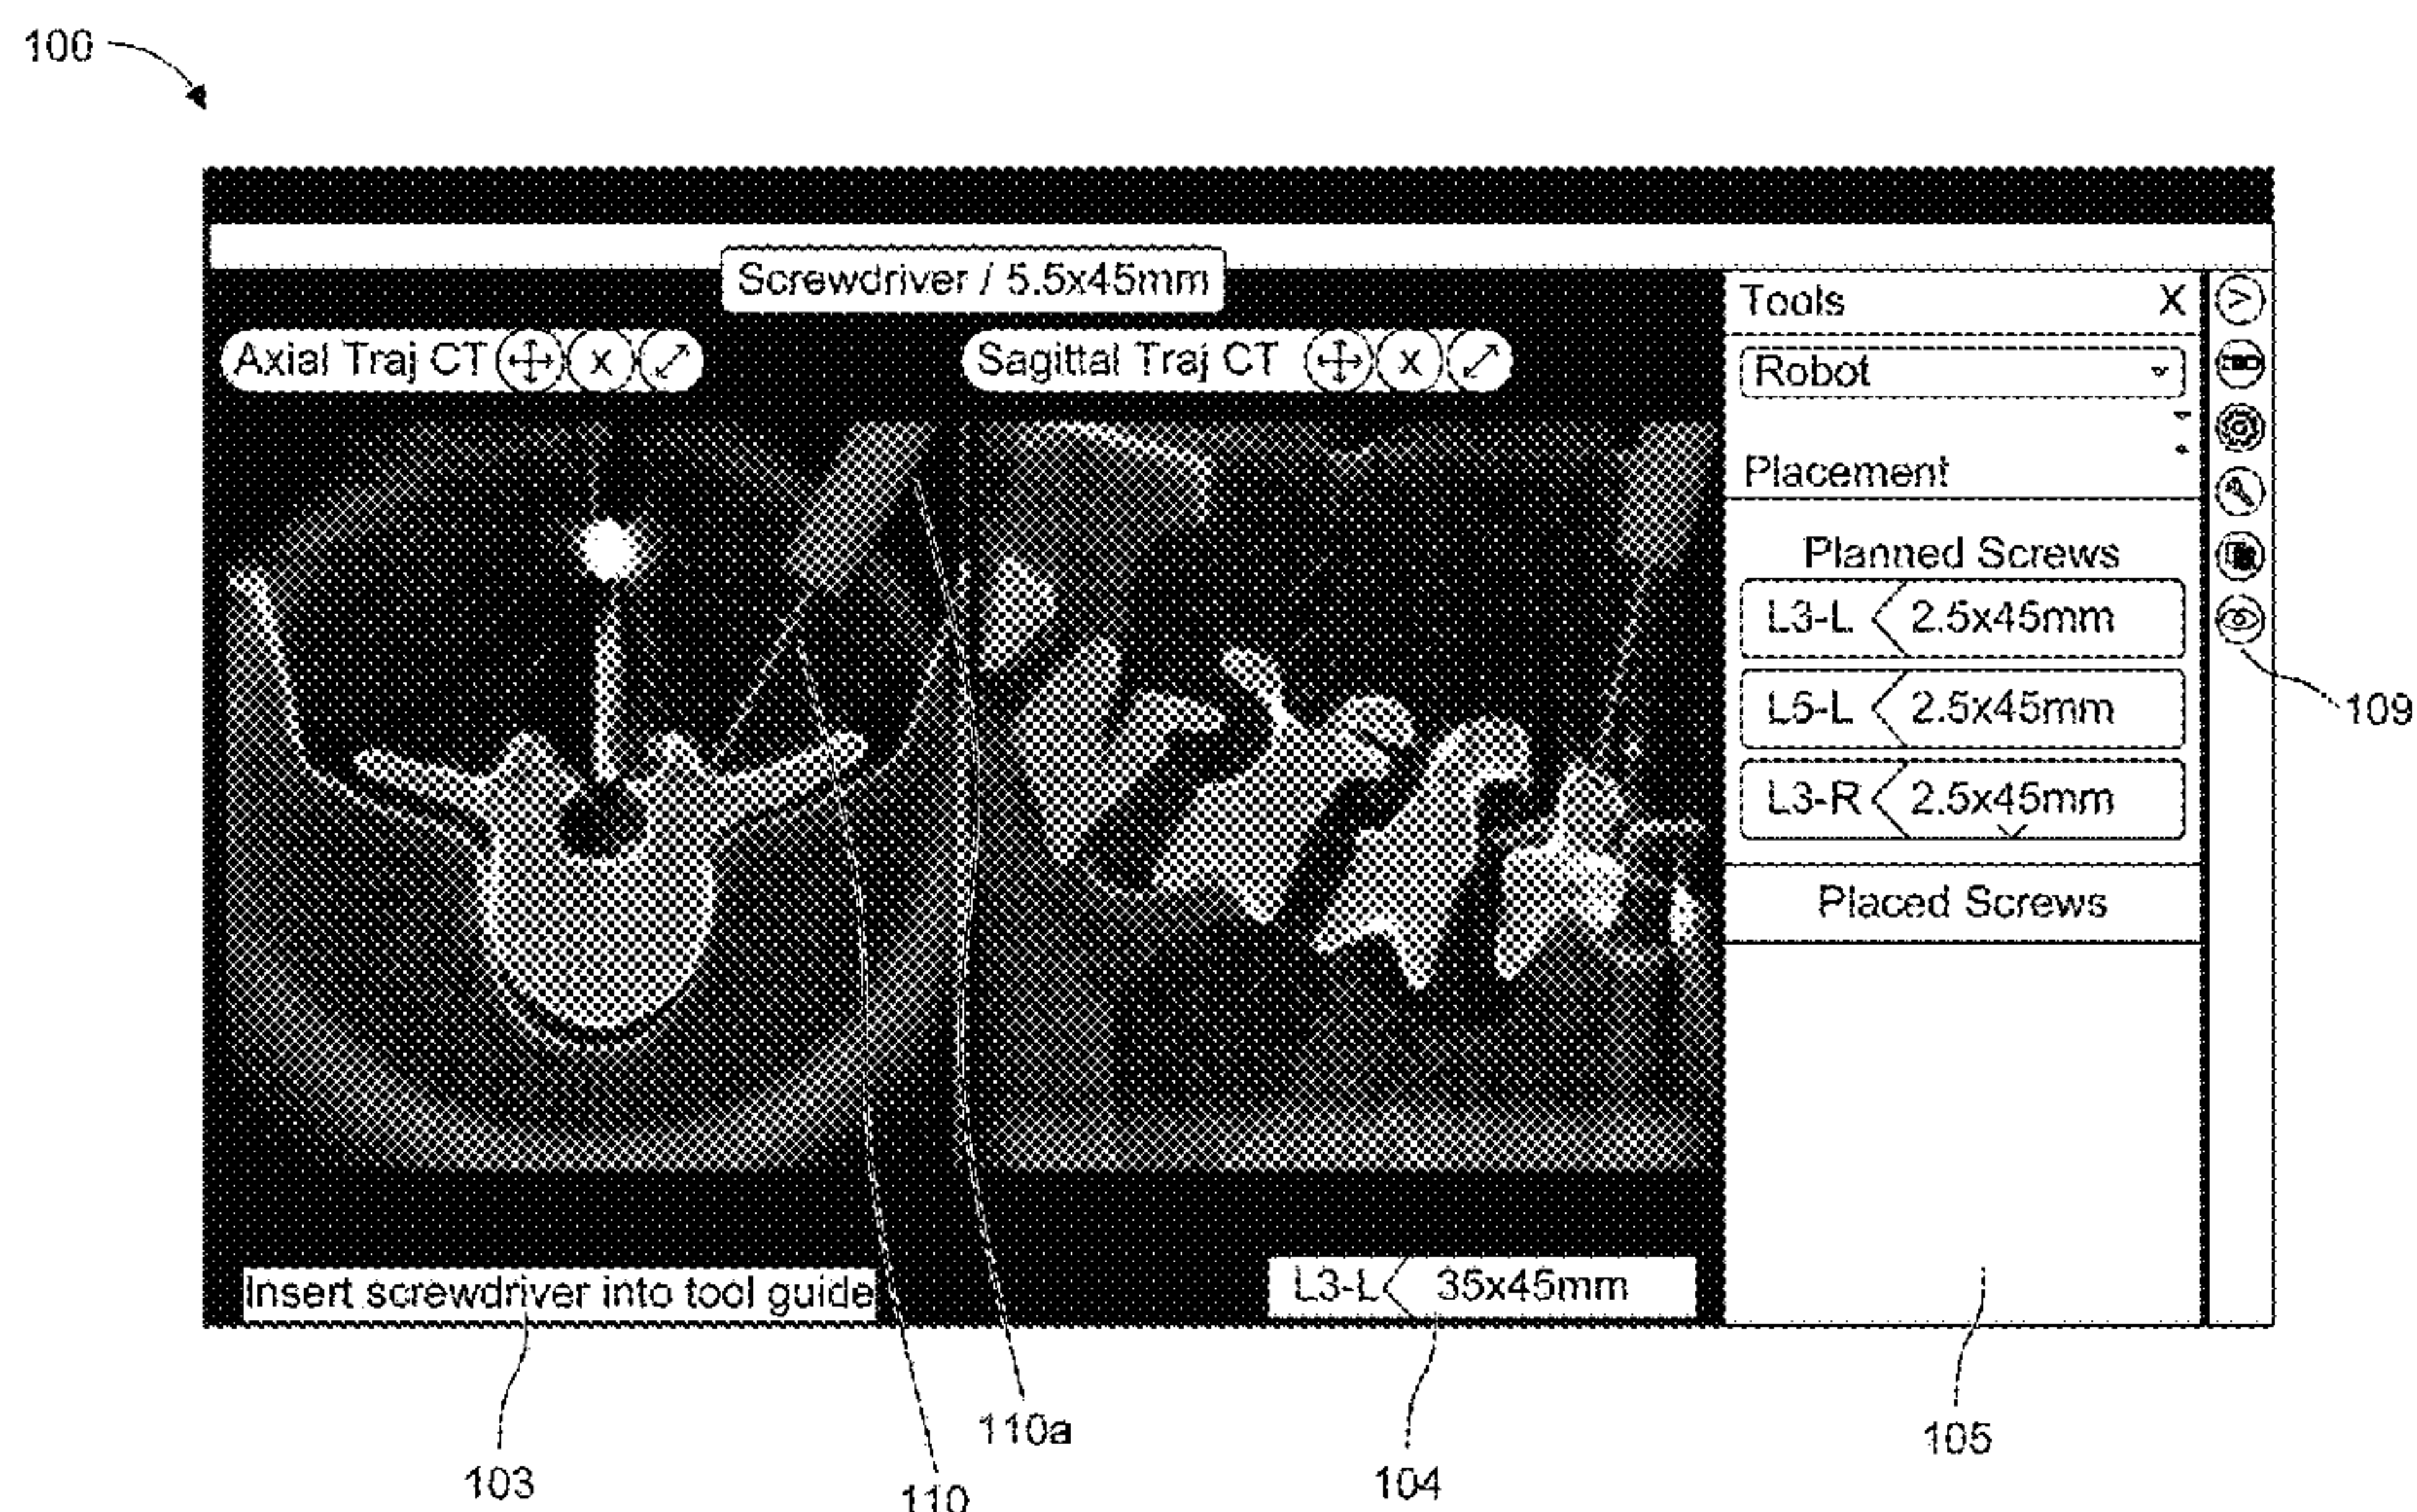 100
Screwdriver / 5.5x45mm
Axial Traj CT X
Sagittal Traj CT X
Tools X
Robot
Placement
Planned Screws
L3-L 2.5x45mm
L5-L 2.5x45mm
L3-R 2.5x45mm
Placed Screws
109
Insert screwdriver into tool guide
L3-L 35x45mm
103
110
110a
104
105